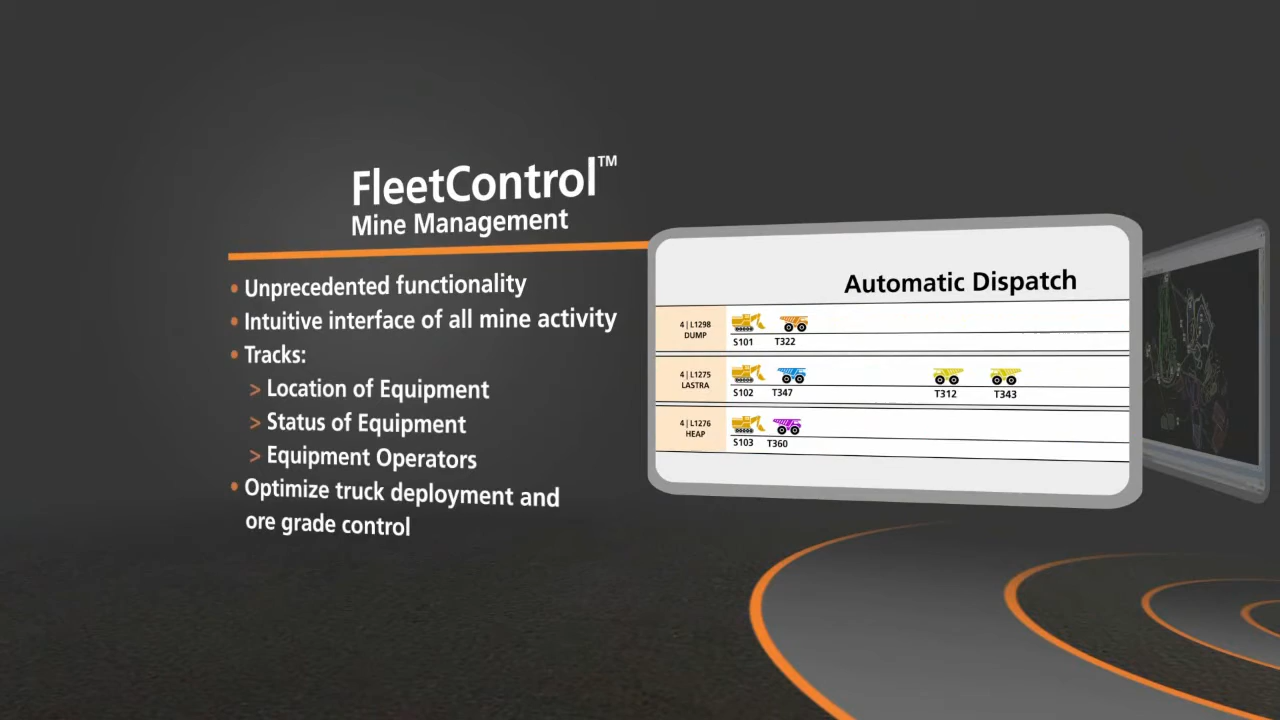 FleetControl™
Mine Management
• Unprecedented functionality
• Intuitive interface of all mine activity
• Tracks:
> Location of Equipment
> Status of Equipment
> Equipment Operators
• Optimize truck deployment and
ore grade control
Automatic Dispatch
4 | L1298
DUMP
S101 T322
4 | L1275
LASTRA
S102 T347 T312 T343
4 | L1276
HEAP
S103 T360